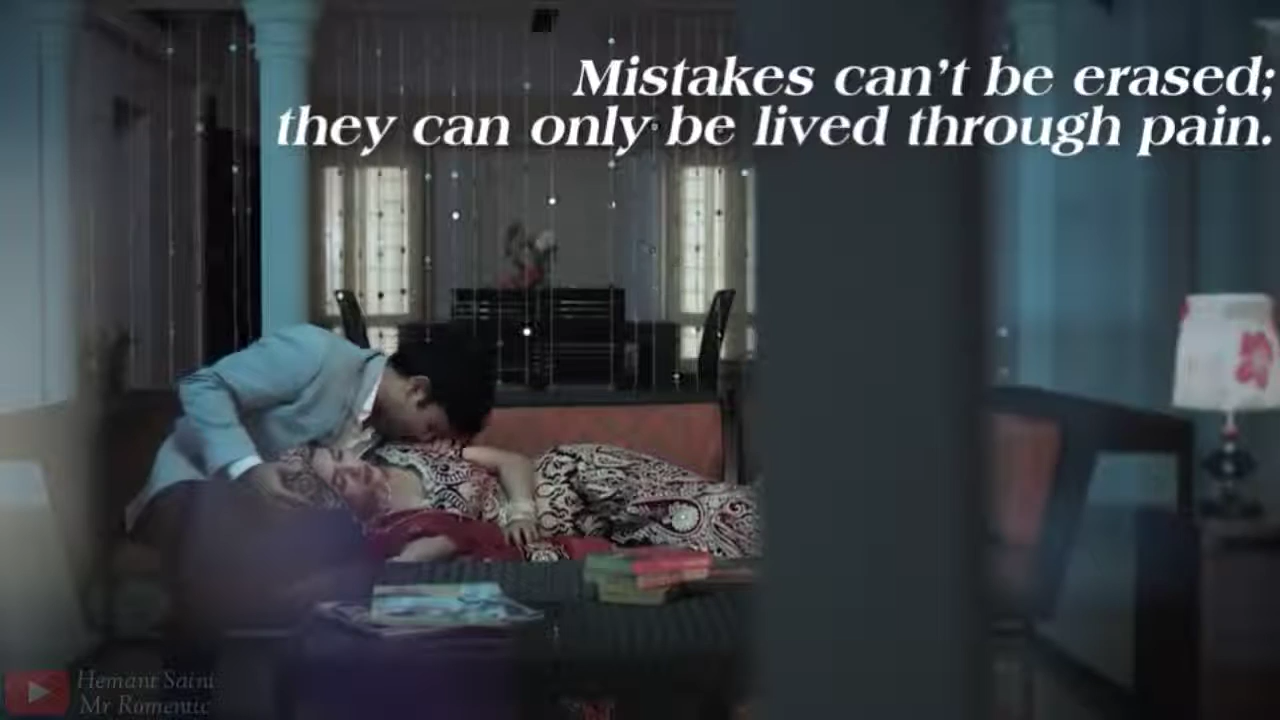 Mistakes can't be erased;
they can only be lived through pain.
Hemant Saini
Mr Romentic